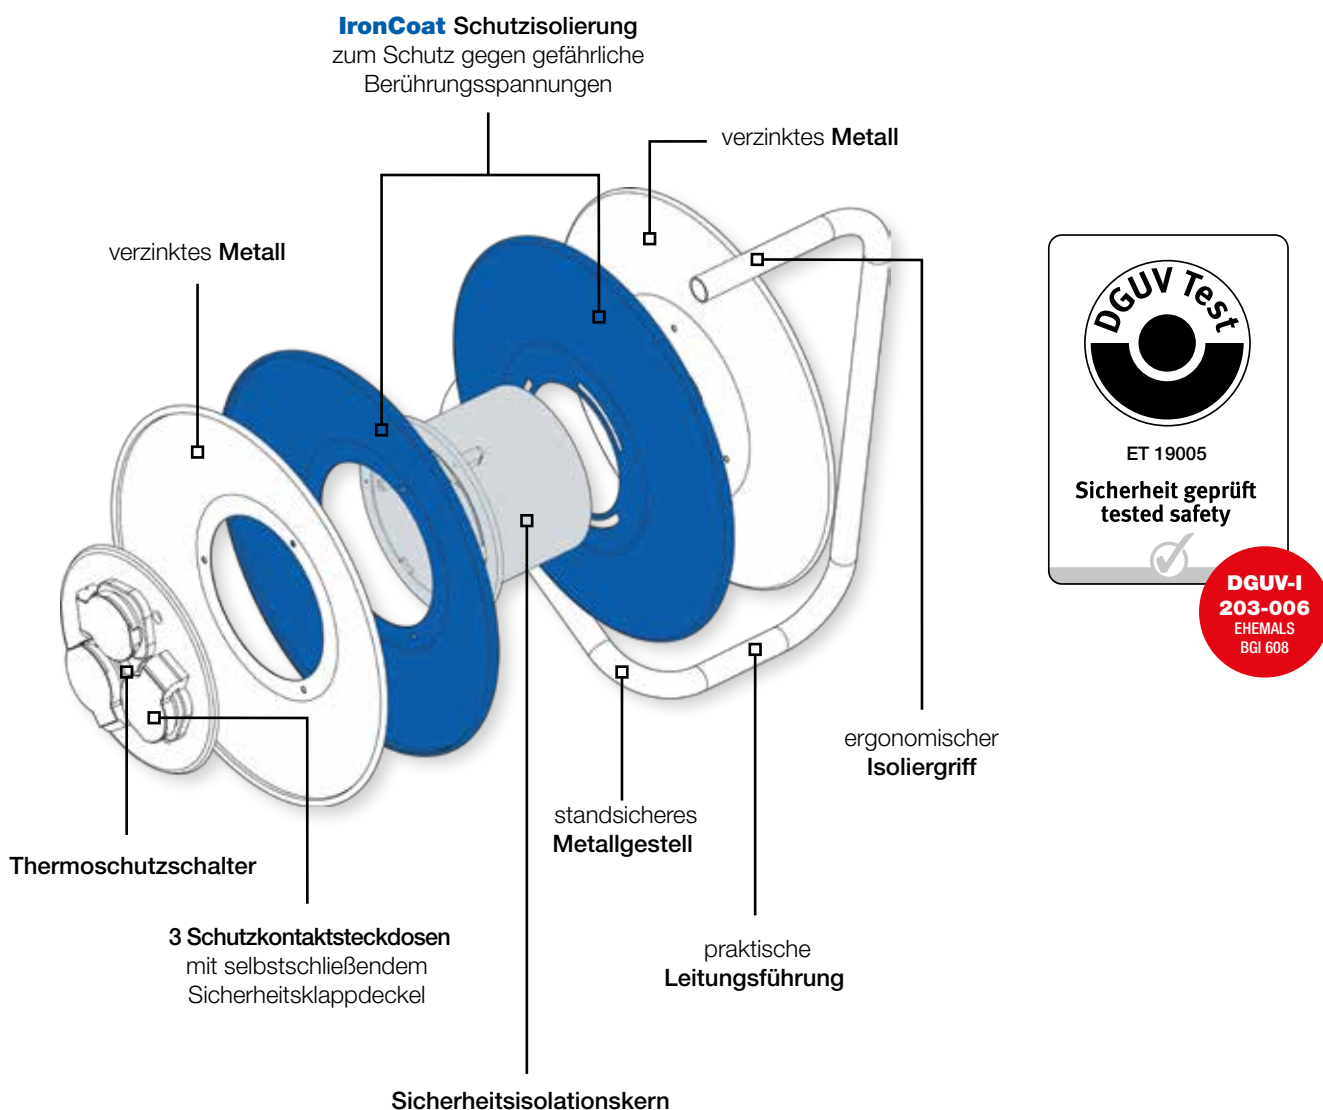 IronCoat Schutzisolierung
zum Schutz gegen gefährliche
Berührungsspannungen
verzinktes Metall
verzinktes Metall
DGUV Test
ET 19005
Sicherheit geprüft
tested safety
DGUV-I
203-006
EHEMALS
BGI 608
ergonomischer
Isoliergriff
standsicheres
Metallgestell
Thermoschutzschalter
3 Schutzkontaktsteckdosen
mit selbstschließendem
Sicherheitsklappdeckel
praktische
Leitungsführung
Sicherheitsisolationskern